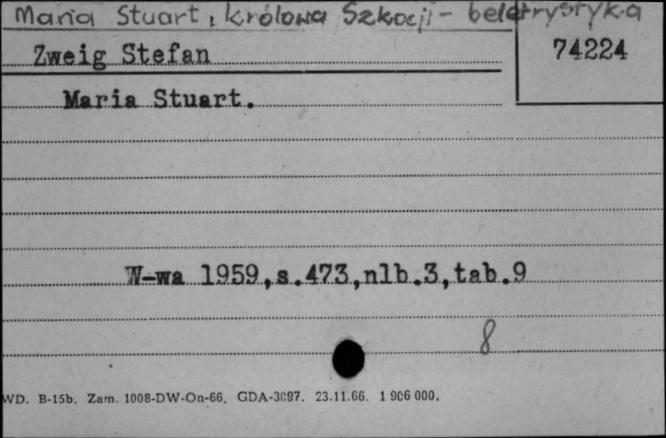 Maria Stuart, królowa Szkocji - beletrystyka
Zweig Stefan
74224
Maria Stuart.
W-wa 1959,s.473,nlb.3,tab.9
8
WD. B-15b. Zam. 1008-DW-On-66. GDA-3097. 23.11.66. 1 906 000.